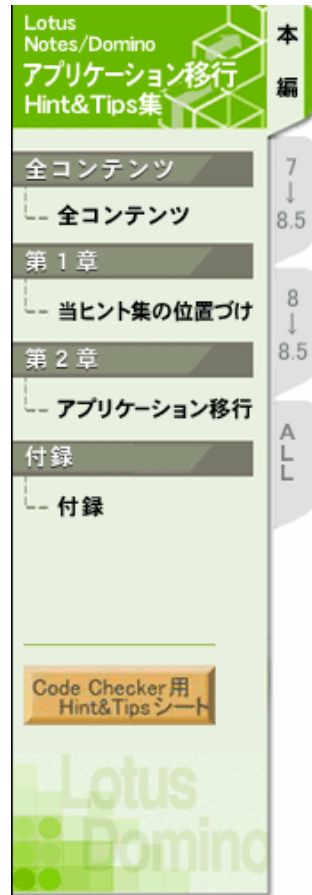 Lotus
Notes/Domino
アプリケーション移行
Hint&Tips集
本編
7
↓
8.5
8
↓
8.5
ALL
全コンテンツ
全コンテンツ
第1章
当ヒント集の位置づけ
第2章
アプリケーション移行
付録
付録
Code Checker用
Hint&Tipsシート
Lotus
Domino